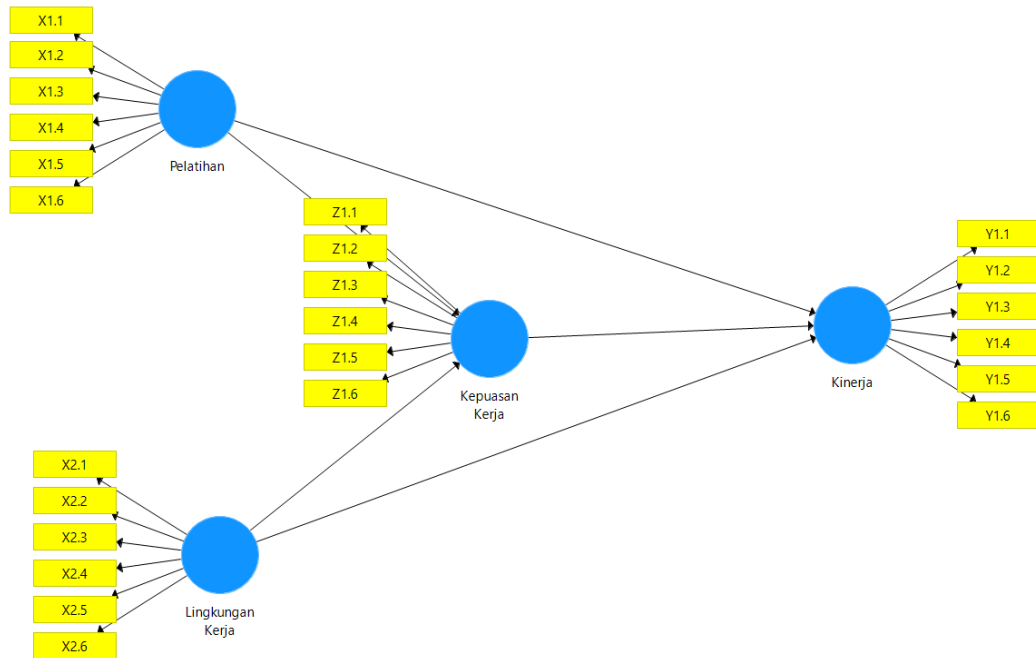 X1.1
X1.2
X1.3
X1.4
X1.5
X1.6
Pelatihan
Z1.1
Z1.2
Z1.3
Z1.4
Z1.5
Z1.6
Kepuasan
Kerja
Y1.1
Y1.2
Y1.3
Y1.4
Y1.5
Y1.6
Kinerja
X2.1
X2.2
X2.3
X2.4
X2.5
X2.6
Lingkungan
Kerja